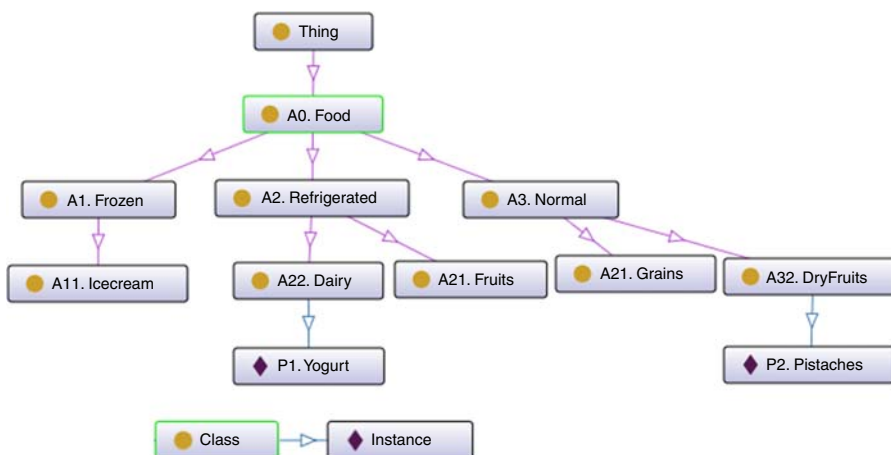 Thing
A0. Food
A1. Frozen
A2. Refrigerated
A3. Normal
A11. Icecream
A22. Dairy
A21. Fruits
A21. Grains
A32. DryFruits
P1. Yogurt
P2. Pistaches
Class
Instance